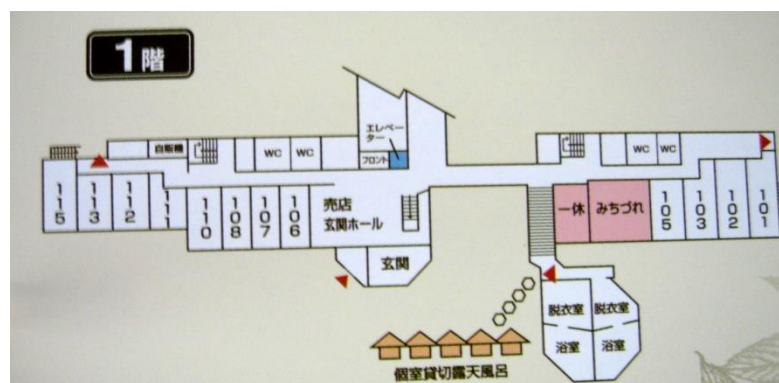 1階
エレベーター
自販機
WC
WC
フロント
WC
WC
115
113
112
111
110
108
107
106
売店
玄関ホール
一休
みちづれ
105
103
102
101
玄関
脱衣室
脱衣室
浴室
浴室
個室貸切露天風呂